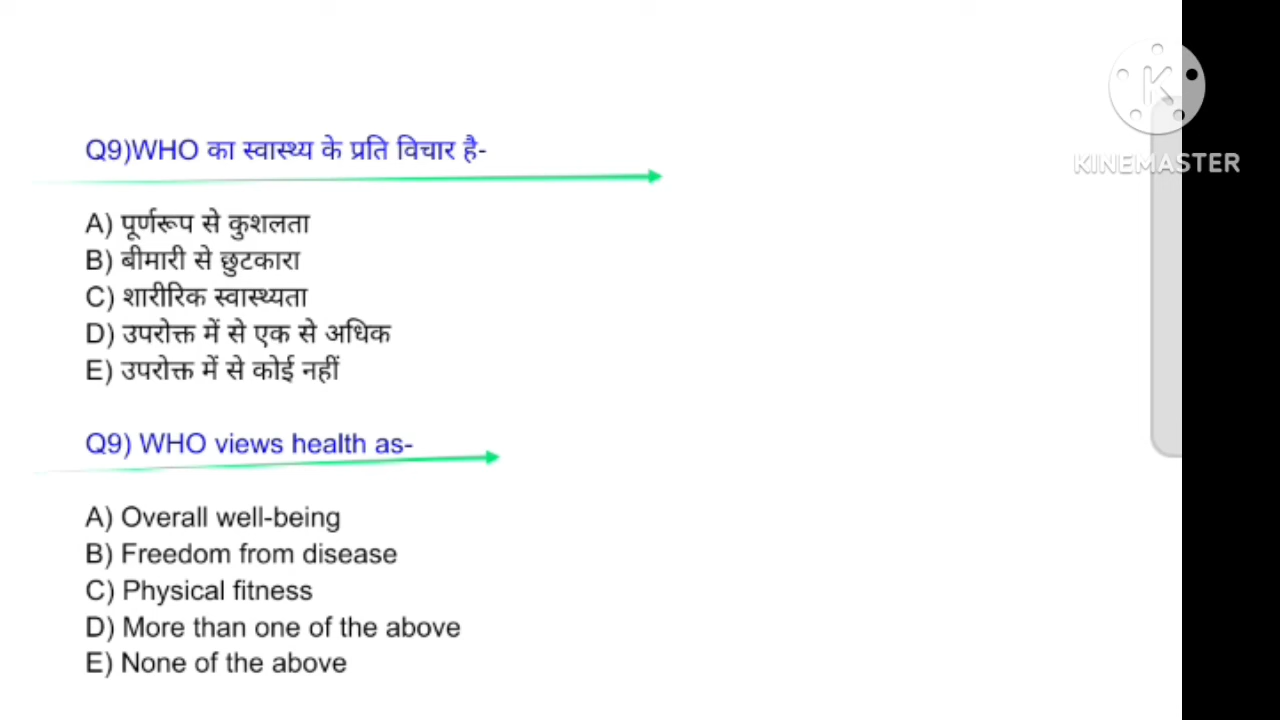 Q9)WHO का स्वास्थ्य के प्रति विचार है-
A) पूर्णरूप से कुशलता
B) बीमारी से छुटकारा
C) शारीरिक स्वास्थ्यता
D) उपरोक्त में से एक से अधिक
E) उपरोक्त में से कोई नहीं
Q9) WHO views health as-
A) Overall well-being
B) Freedom from disease
C) Physical fitness
D) More than one of the above
E) None of the above
K
KINEMASTER